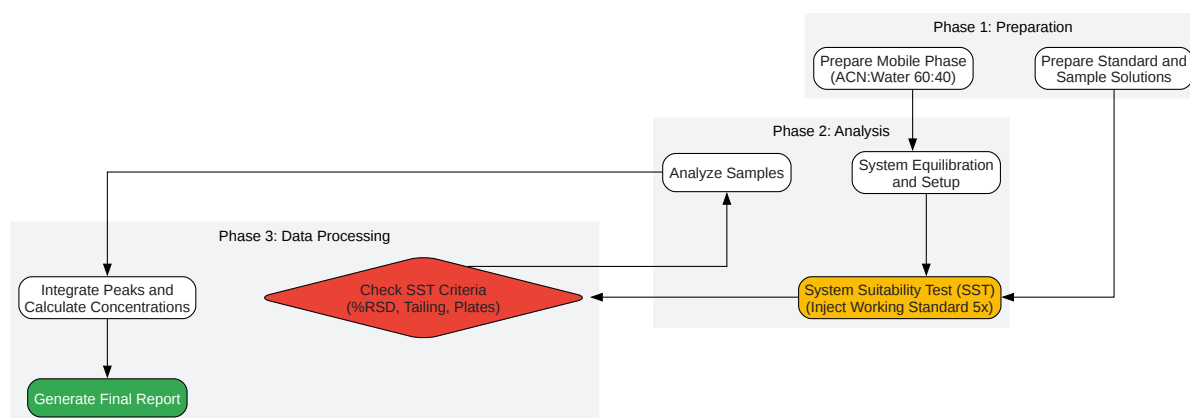 Phase 1: Preparation
Prepare Mobile Phase
(ACN:Water 60:40)
Prepare Standard and
Sample Solutions
Phase 2: Analysis
Analyze Samples
System Equilibration
and Setup
System Suitability Test (SST)
(Inject Working Standard 5x)
Phase 3: Data Processing
Check SST Criteria
(%RSD, Tailing, Plates)
Integrate Peaks and
Calculate Concentrations
Generate Final Report